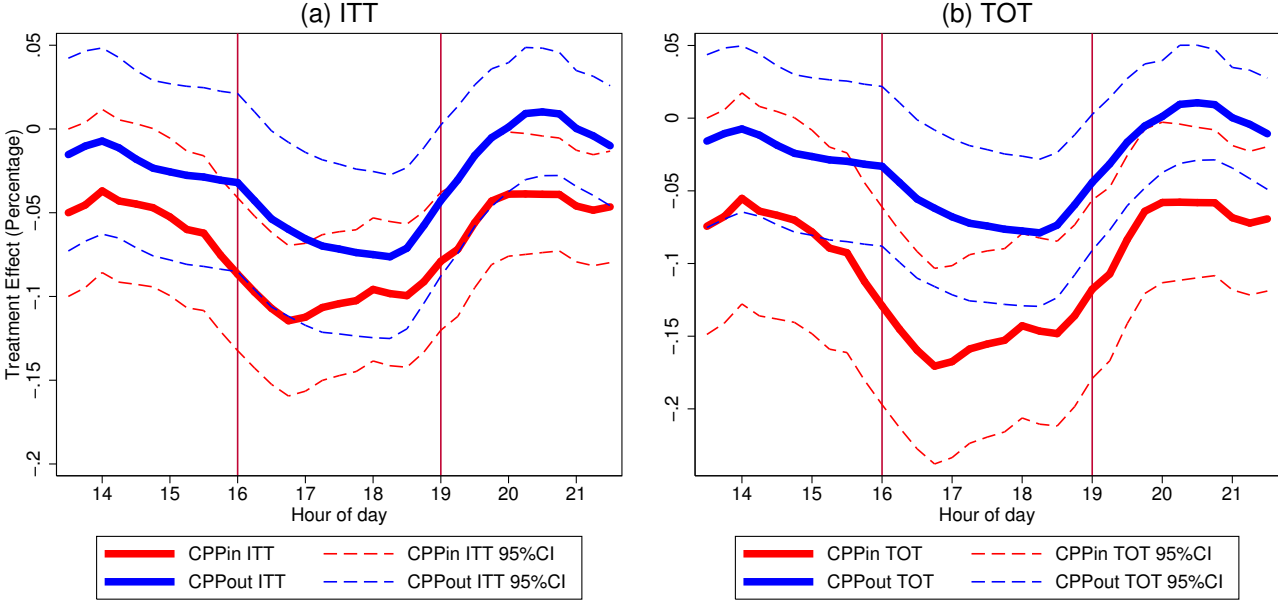 (a) ITT
Treatment Effect (Percentage)
.05
0
-.05
-.1
-.15
-.2
14 15 16 17 18 19 20 21
Hour of day
CPPin ITT CPPin ITT 95%CI
CPPout ITT CPPout ITT 95%CI
(b) TOT
.05
0
-.05
-.1
-.15
-.2
14 15 16 17 18 19 20 21
Hour of day
CPPin TOT CPPin TOT 95%CI
CPPout TOT CPPout TOT 95%CI